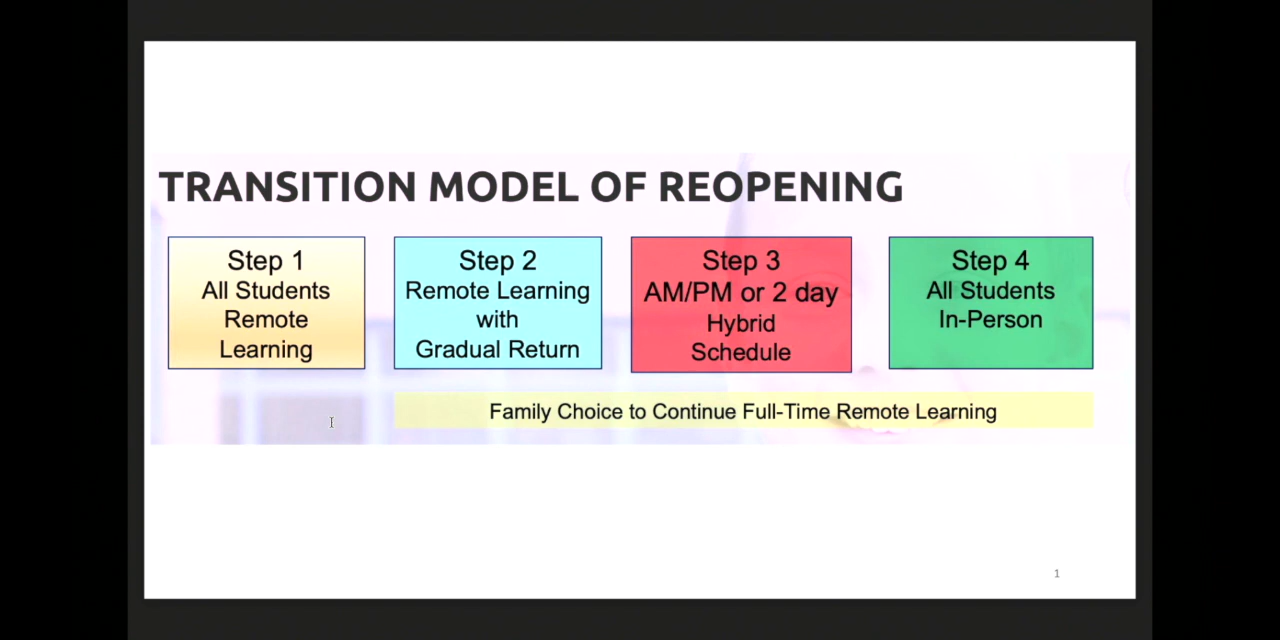 TRANSITION MODEL OF REOPENING
Step 1
All Students
Remote
Learning
Step 2
Remote Learning
with
Gradual Return
Step 3
AM/PM or 2 day
Hybrid
Schedule
Step 4
All Students
In-Person
Family Choice to Continue Full-Time Remote Learning
1